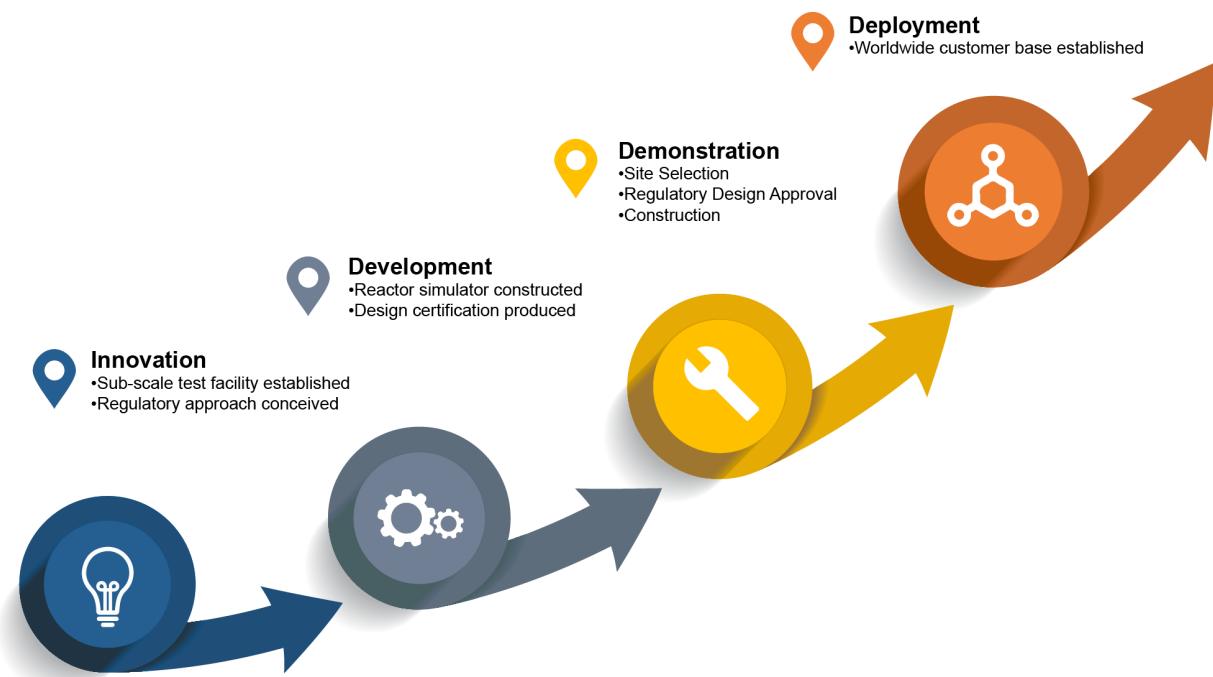 Deployment
•Worldwide customer base established
Demonstration
•Site Selection
•Regulatory Design Approval
•Construction
Development
•Reactor simulator constructed
•Design certification produced
Innovation
•Sub-scale test facility established
•Regulatory approach conceived